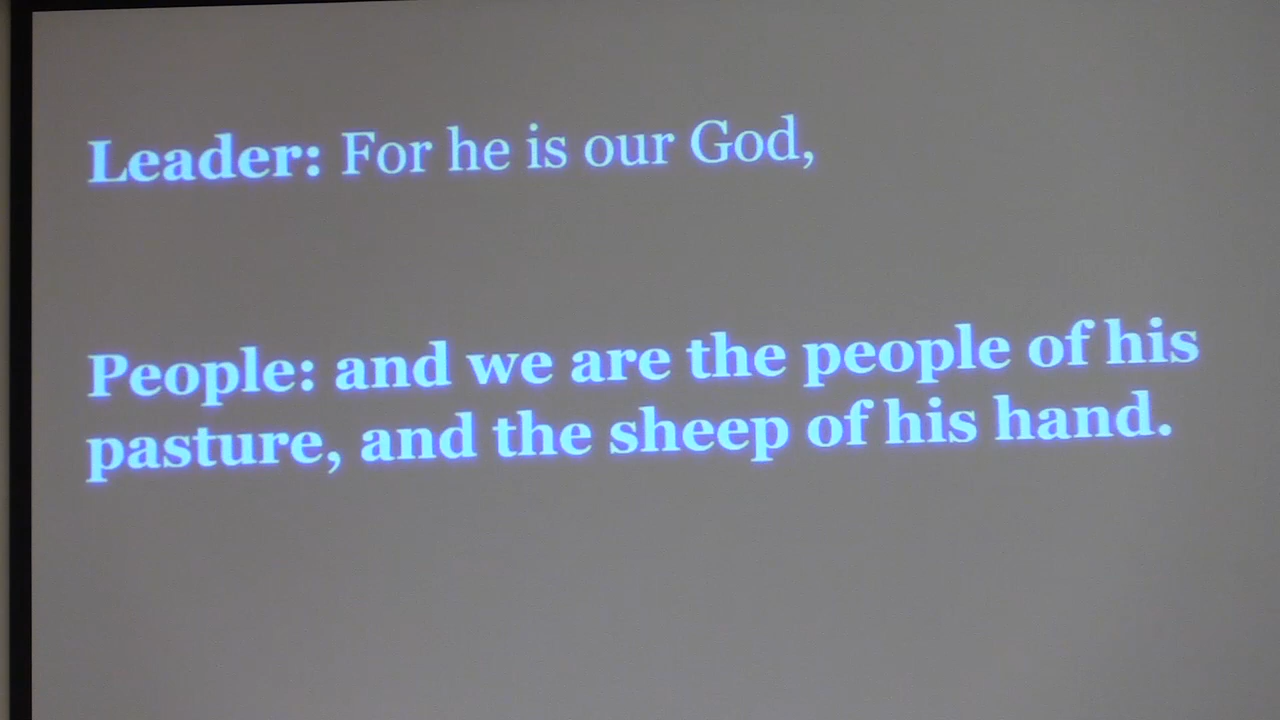 Leader: For he is our God,
People: and we are the people of his
pasture, and the sheep of his hand.